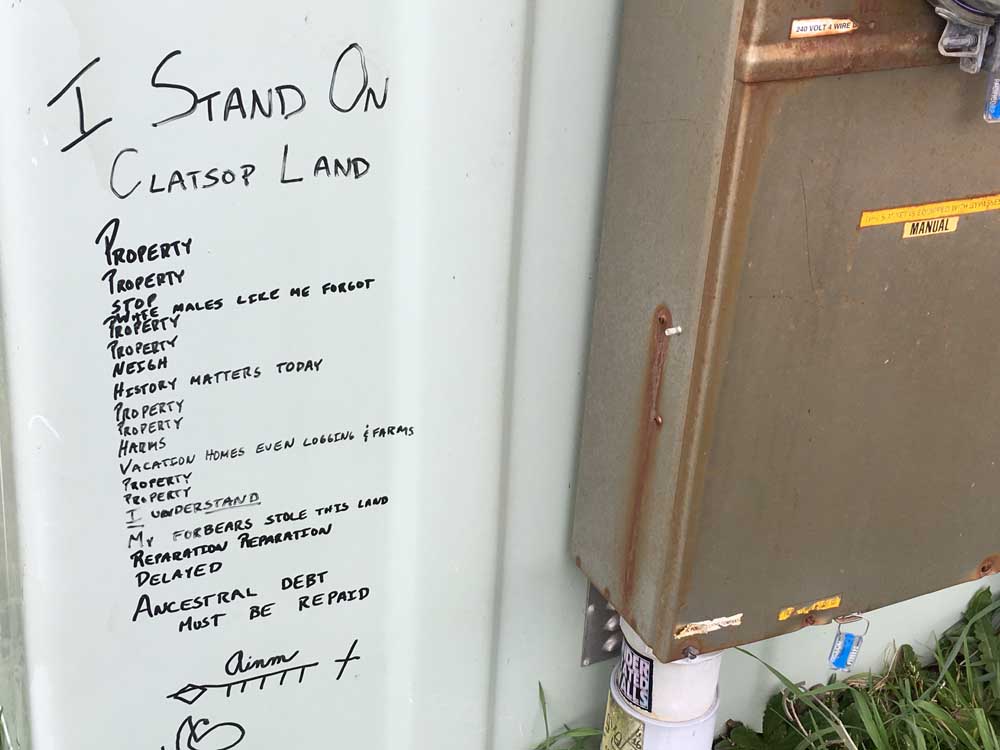 I STAND ON
CLATSOP LAND
PROPERTY
PROPERTY
STOP
WHITE MALES LIKE ME FORGOT
PROPERTY
PROPERTY
NEIGH
HISTORY MATTERS TODAY
PROPERTY
PROPERTY
HARMS
VACATION HOMES EVEN LOGGING & FARMS
PROPERTY
PROPERTY
I UNDERSTAND
MY FORBEARS STOLE THIS LAND
REPARATION REPARATION
DELAYED
ANCESTRAL DEBT
MUST BE REPAID
Ainm
240 VOLT 4 WIRE
MANUAL